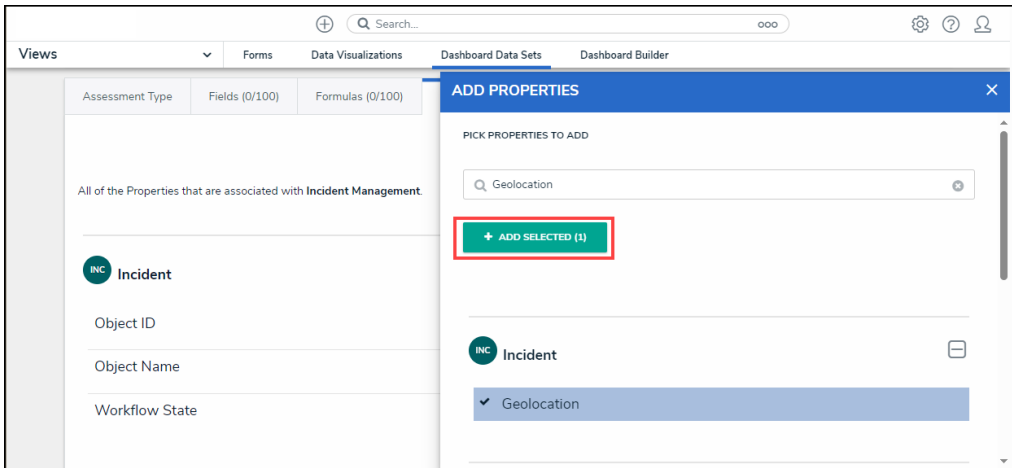 Search...
ooo
Views
Forms
Data Visualizations
Dashboard Data Sets
Dashboard Builder
Assessment Type
Fields (0/100)
Formulas (0/100)
All of the Properties that are associated with Incident Management.
INC Incident
Object ID
Object Name
Workflow State
ADD PROPERTIES
PICK PROPERTIES TO ADD
Geolocation
+ ADD SELECTED (1)
INC Incident
Geolocation